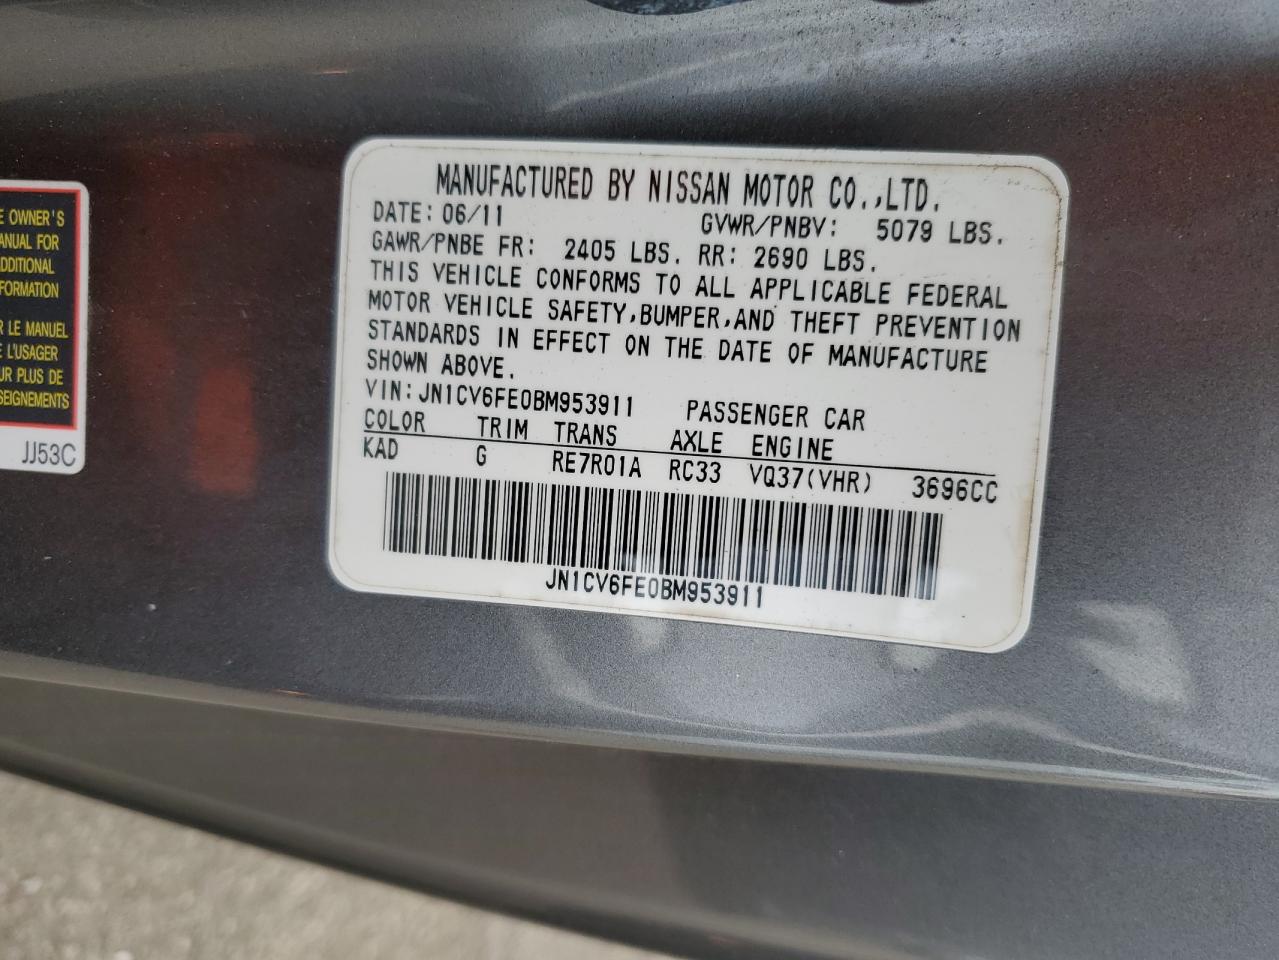 MANUFACTURED BY NISSAN MOTOR CO.,LTD.
DATE: 06/11 GVWR/PNBV: 5079 LBS.
GAWR/PNBE FR: 2405 LBS. RR: 2690 LBS.
THIS VEHICLE CONFORMS TO ALL APPLICABLE FEDERAL
MOTOR VEHICLE SAFETY,BUMPER,AND THEFT PREVENTION
STANDARDS IN EFFECT ON THE DATE OF MANUFACTURE
SHOWN ABOVE.
VIN:JN1CV6FE0BM953911 PASSENGER CAR
COLOR TRIM TRANS AXLE ENGINE
KAD G RE7R01A RC33 VQ37(VHR) 3696CC
JN1CV6FE0BM953911
E OWNER'S
ANUAL FOR
DDITIONAL
FORMATION
R LE MANUEL
E L'USAGER
UR PLUS DE
SEIGNEMENTS
JJ53C